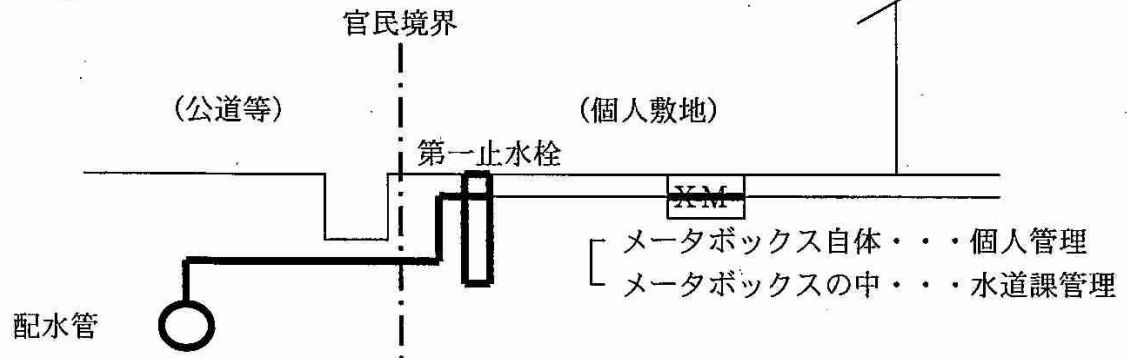 官民境界
(公道等)
(個人敷地)
第一止水栓
X M
メータボックス自体・・・個人管理
メータボックスの中・・・水道課管理
配水管